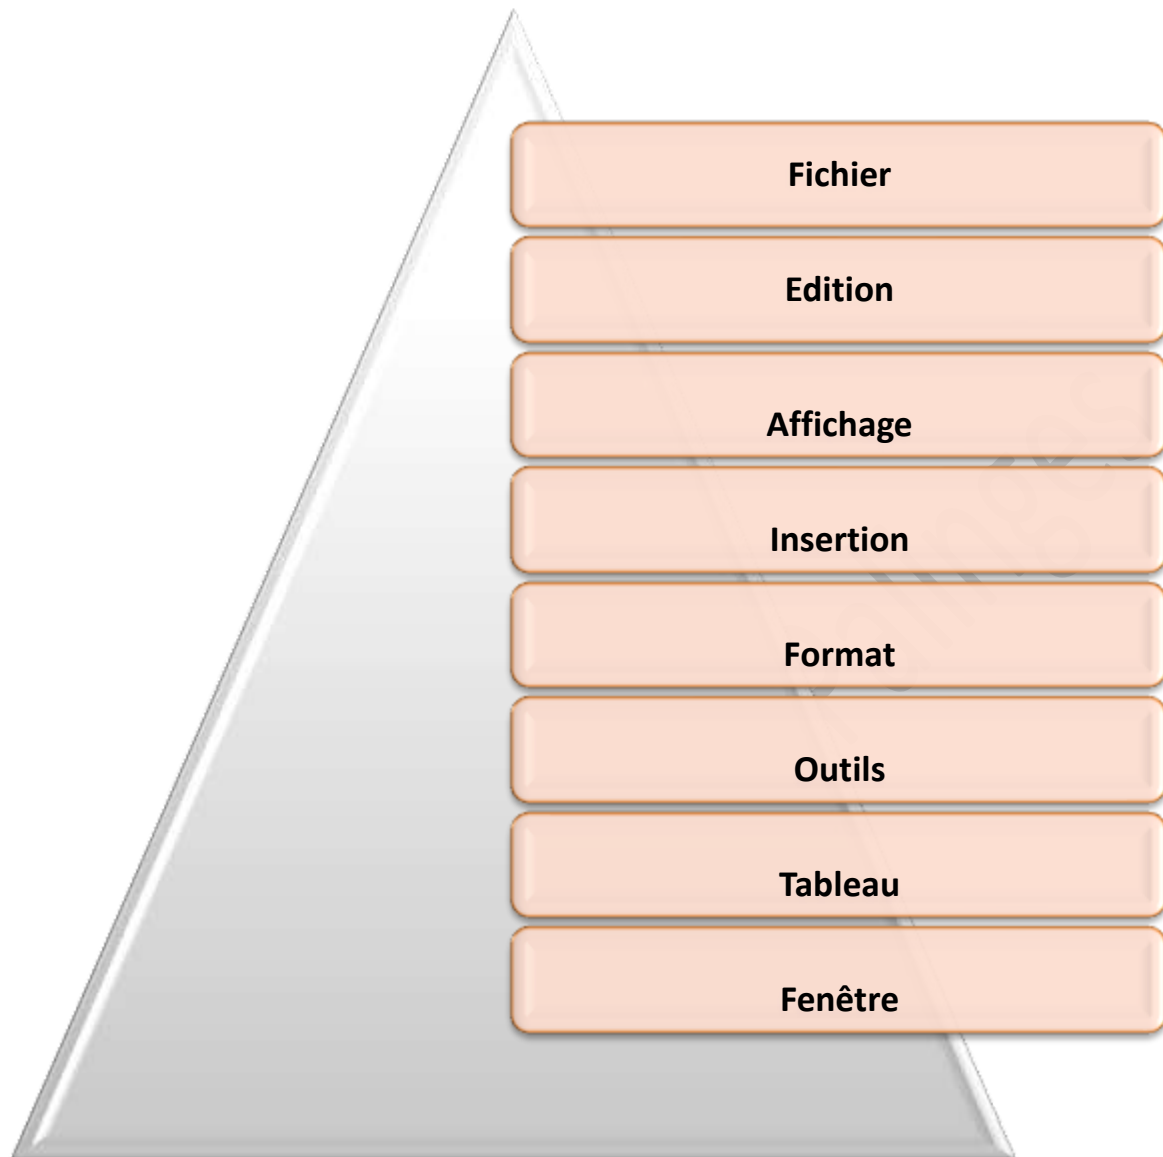 Fichier
Edition
Affichage
Insertion
Format
Outils
Tableau
Fenêtre